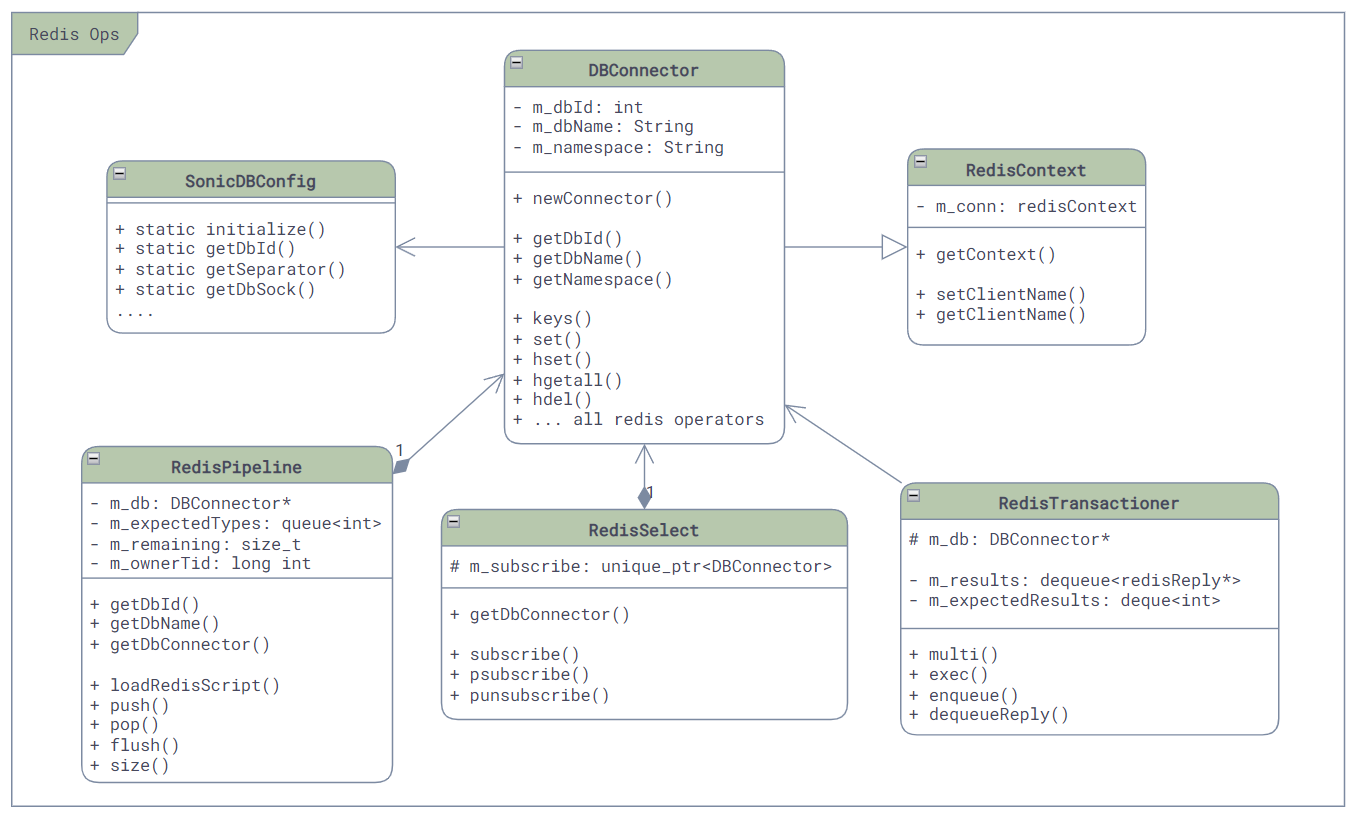 Redis Ops
DBConnector
- m_dbId: int
- m_dbName: String
- m_namespace: String
+ newConnector()
+ getDbId()
+ getDbName()
+ getNamespace()
+ keys()
+ set()
+ hset()
+ hgetall()
+ hdel()
+ ... all redis operators
SonicDBConfig
+ static initialize()
+ static getDbId()
+ static getSeparator()
+ static getDbSock()
....
RedisContext
- m_conn: redisContext
+ getContext()
+ setClientName()
+ getClientName()
1
RedisPipeline
- m_db: DBConnector*
- m_expectedTypes: queue<int>
- m_remaining: size_t
- m_ownerTid: long int
+ getDbId()
+ getDbName()
+ getDbConnector()
+ loadRedisScript()
+ push()
+ pop()
+ flush()
+ size()
1
RedisSelect
# m_subscribe: unique_ptr<DBConnector>
+ getDbConnector()
+ subscribe()
+ psubscribe()
+ punsubscribe()
RedisTransactioner
# m_db: DBConnector*
- m_results: dequeue<redisReply*>
- m_expectedResults: deque<int>
+ multi()
+ exec()
+ enqueue()
+ dequeueReply()